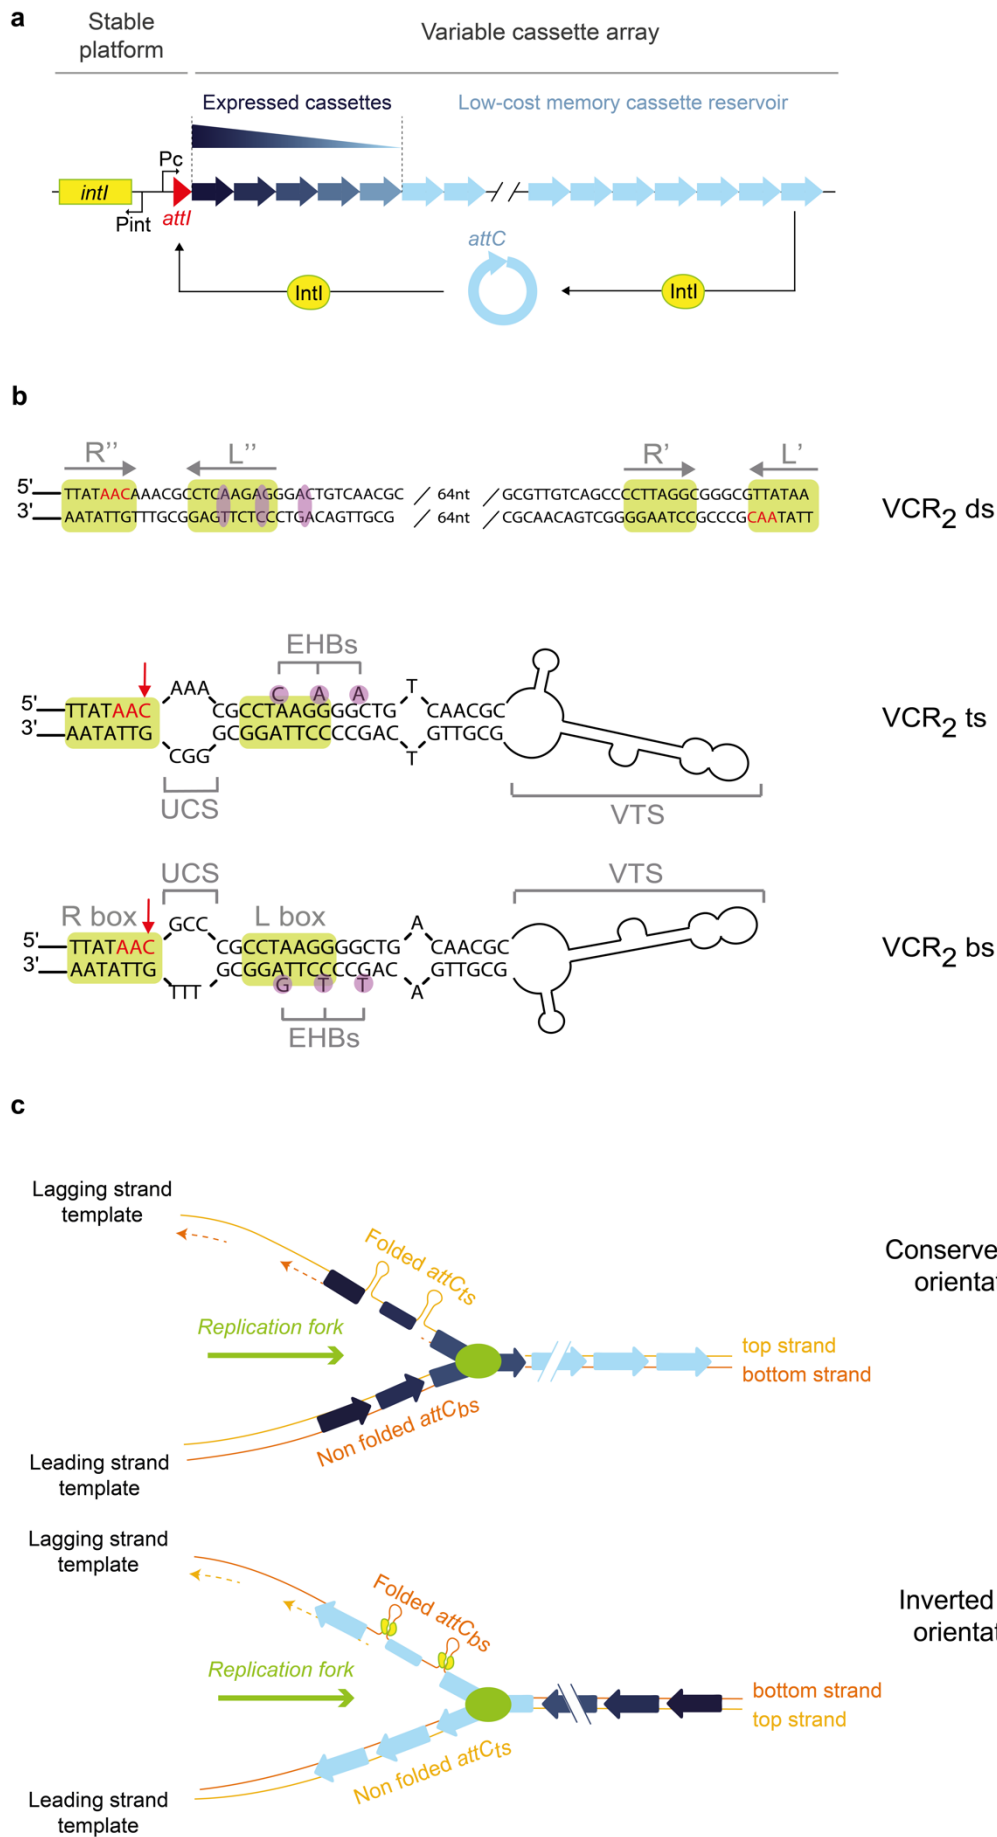 a
Stable
platform
Variable cassette array
Expressed cassettes
Low-cost memory cassette reservoir
Pc
intI
Pint
attI
attC
IntI
IntI
b
R''
L''
R'
L'
5'
TTATAACAAACGCCTCAAGAGGGACTGTCAACGC
64nt
GCGTTGTCAGCCCCTTAGGCGGGCGTTATAA
3'
AATATTGTTTGCGGAGTTCTCCCTGACAGTTGCG
64nt
CGCAACAGTCGGGGAATCCGCCCGCAATATT
VCR2 ds
EHBs
AAA
C
A
A
T
5'
TTATAAC
CGCCTAAGGGGCTG
CAACGC
3'
AATATTG
GCGGATTCCCCGAC
GTTGCG
CGG
T
UCS
VTS
VCR2 ts
UCS
VTS
R box
L box
GCC
A
5'
TTATAAC
CGCCTAAGGGGCTG
CAACGC
3'
AATATTG
GCGGATTCCCCGAC
GTTGCG
TTT
G
T
T
A
EHBs
VCR2 bs
c
Lagging strand
template
Folded attCts
Conserve
orientat
Replication fork
top strand
bottom strand
Non folded attCbs
Leading strand
template
Lagging strand
template
Folded attCbs
Inverted
orientat
Replication fork
bottom strand
top strand
Non folded attCts
Leading strand
template